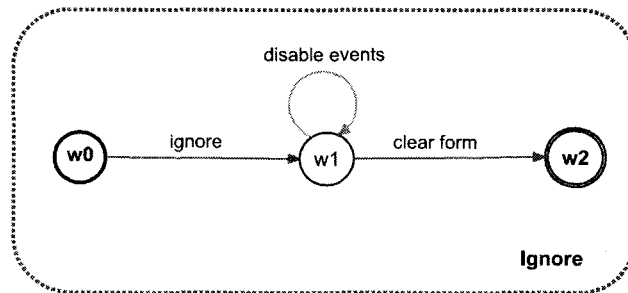 disable events
w0
ignore
w1
clear form
w2
Ignore